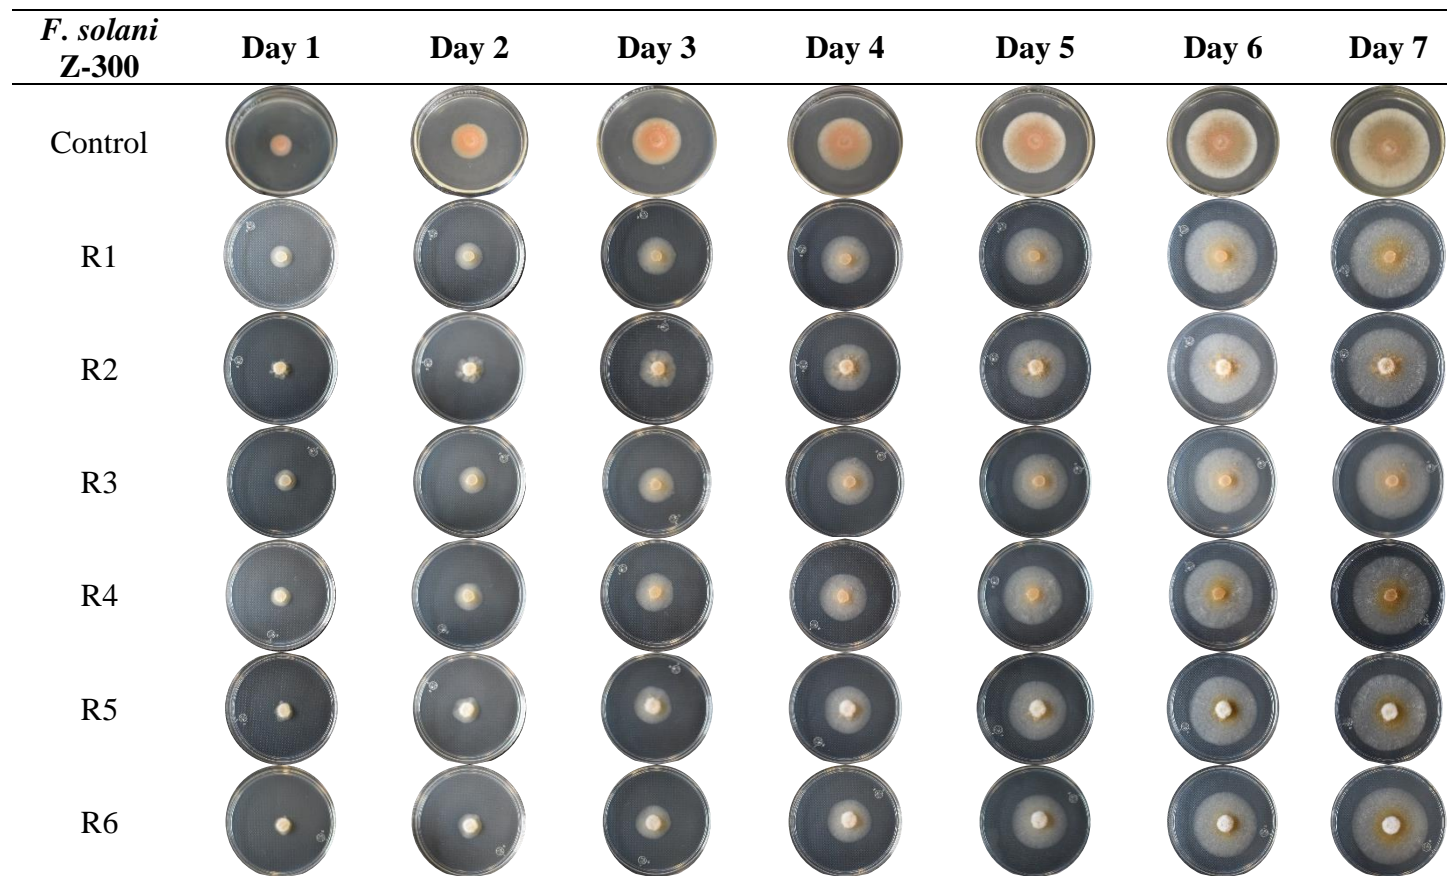 F. solani
Z-300
Day 1
Day 2
Day 3
Day 4
Day 5
Day 6
Day 7
Control
R1
R2
R3
R4
R5
R6